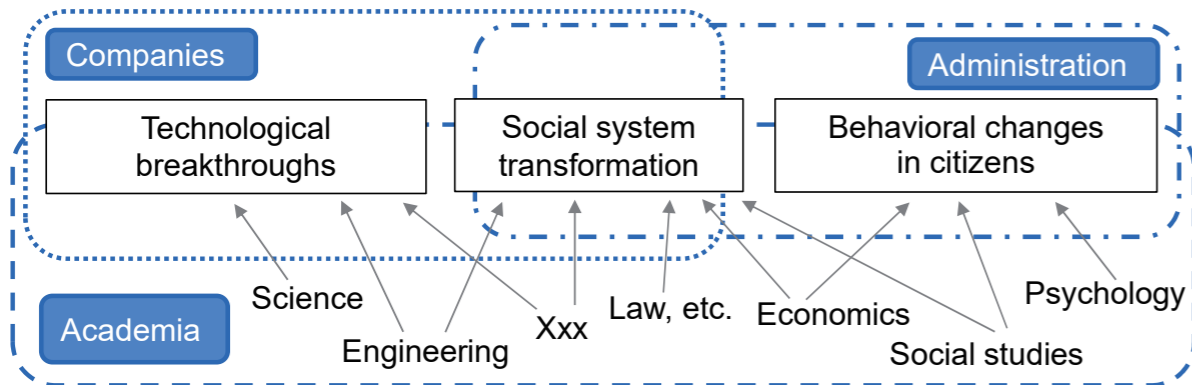 Companies
Administration
Technological
breakthroughs
Social system
transformation
Behavioral changes
in citizens
Science
Xxx
Law, etc.
Economics
Psychology
Academia
Engineering
Social studies